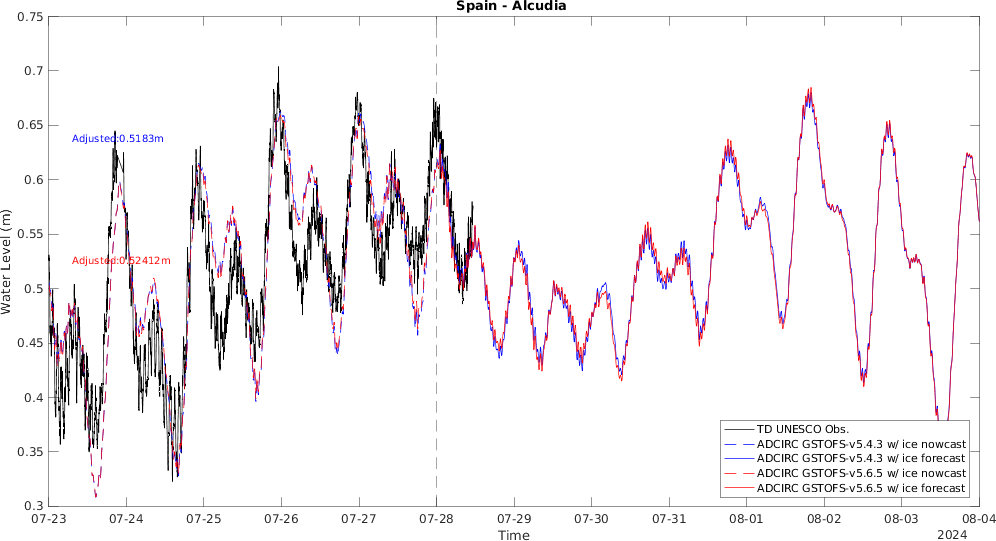 Spain - Alcudia
0.75
0.7
0.65
0.6
0.55
0.5
0.45
0.4
0.35
0.3
Water Level (m)
Adjusted:0.5183m
Adjusted:0.52412m
TD UNESCO Obs.
ADCIRC GSTOFS-v5.4.3 w/ ice nowcast
ADCIRC GSTOFS-v5.4.3 w/ ice forecast
ADCIRC GSTOFS-v5.6.5 w/ ice nowcast
ADCIRC GSTOFS-v5.6.5 w/ ice forecast
07-23 07-24 07-25 07-26 07-27 07-28 07-29 07-30 07-31 08-01 08-02 08-03 08-04
Time
2024